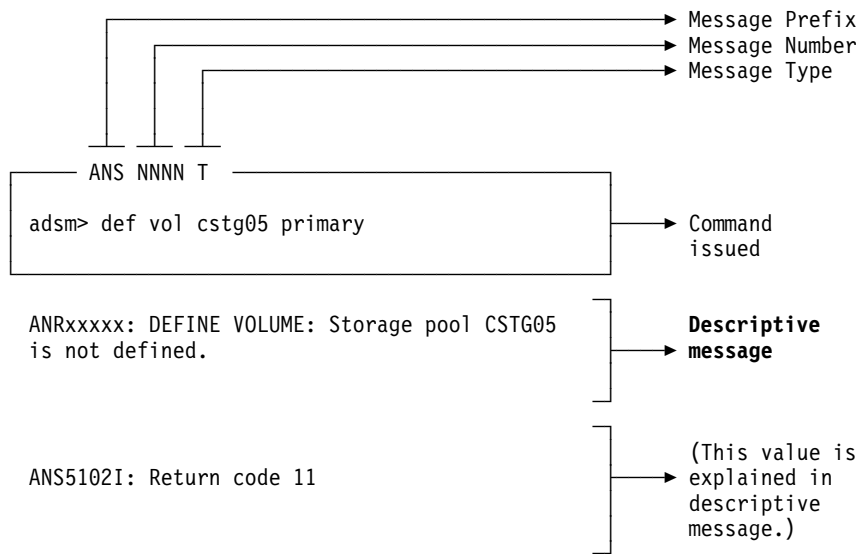 Message Prefix
Message Number
Message Type
ANS NNNN T
adsm> def vol cstg05 primary
Command
issued
ANRxxxxx: DEFINE VOLUME: Storage pool CSTG05
is not defined.
Descriptive
message
ANS5102I: Return code 11
(This value is
explained in
descriptive
message.)